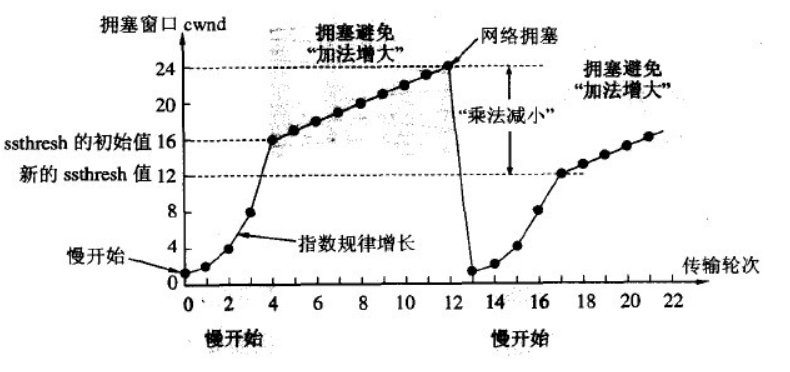 拥塞窗口 cwnd
拥塞避免
“加法增大”
网络拥塞
拥塞避免
“加法增大”
24
20
“乘法减小”
ssthresh 的初始值
16
新的 ssthresh 值
12
8
指数规律增长
慢开始
4
传输轮次
0
0 2 4 6 8 10 12 14 16 18 20 22
慢开始
慢开始